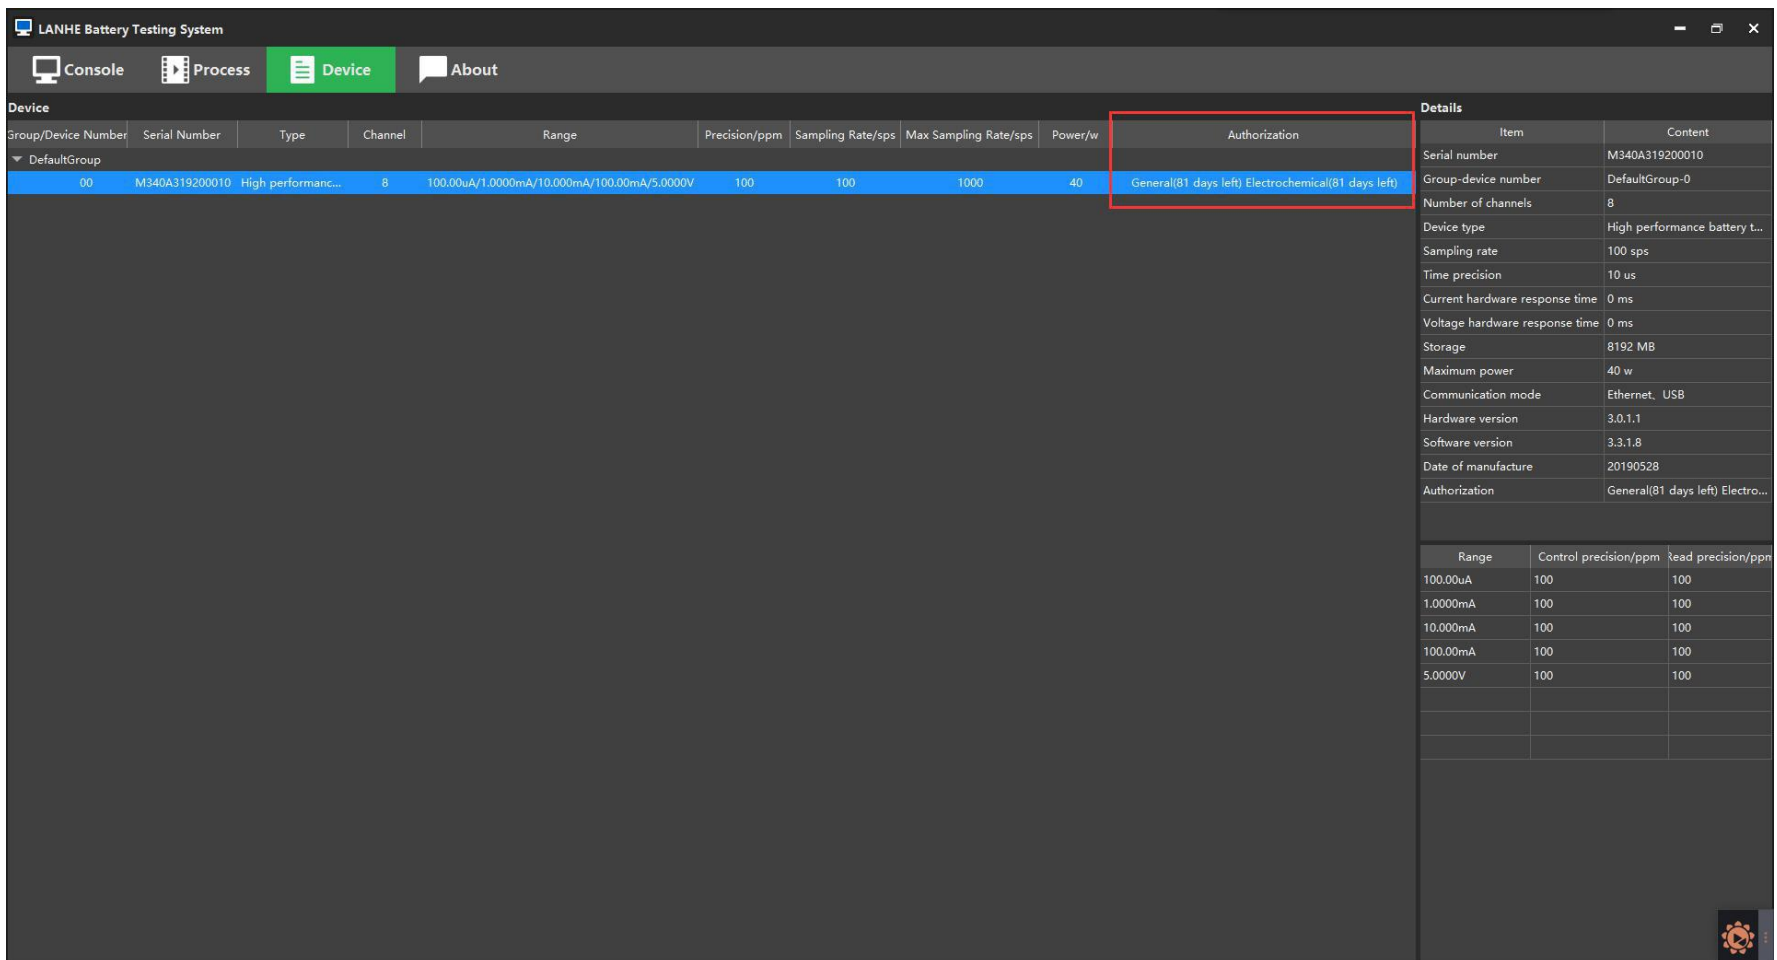 LANHE Battery Testing System
Console Process Device About
Device
Group/Device Number Serial Number Type Channel Range Precision/ppm Sampling Rate/sps Max Sampling Rate/sps Power/w Authorization
DefaultGroup
00 M340A319200010 High performanc... 8 100.00uA/1.0000mA/10.000mA/100.00mA/5.0000V 100 100 1000 40 General(81 days left) Electrochemical(81 days left)
Details
Item Content
Serial number M340A319200010
Group-device number DefaultGroup-0
Number of channels 8
Device type High performance battery t...
Sampling rate 100 sps
Time precision 10 us
Current hardware response time 0 ms
Voltage hardware response time 0 ms
Storage 8192 MB
Maximum power 40 w
Communication mode Ethernet、USB
Hardware version 3.0.1.1
Software version 3.3.1.8
Date of manufacture 20190528
Authorization General(81 days left) Electro...
Range Control precision/ppm Read precision/ppm
100.00uA 100 100
1.0000mA 100 100
10.000mA 100 100
100.00mA 100 100
5.0000V 100 100